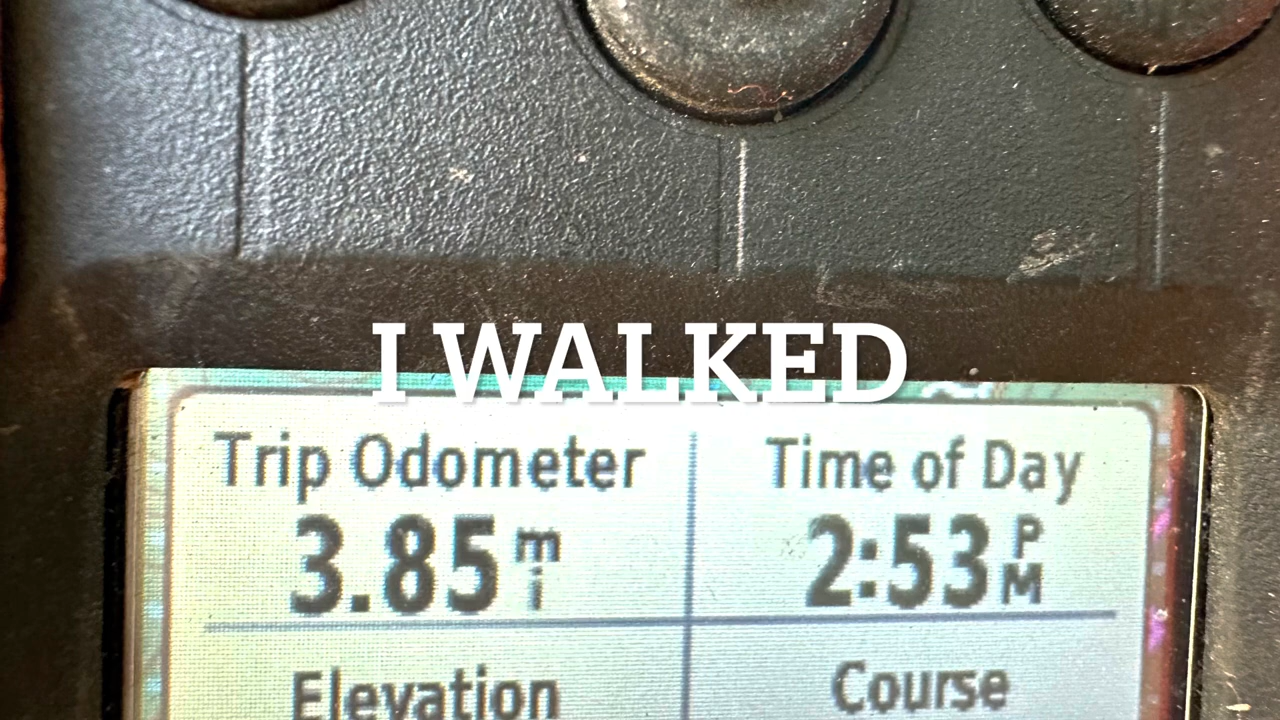 I WALKED
Trip Odometer
3.85 mi
Time of Day
2:53 PM
Elevation
Course